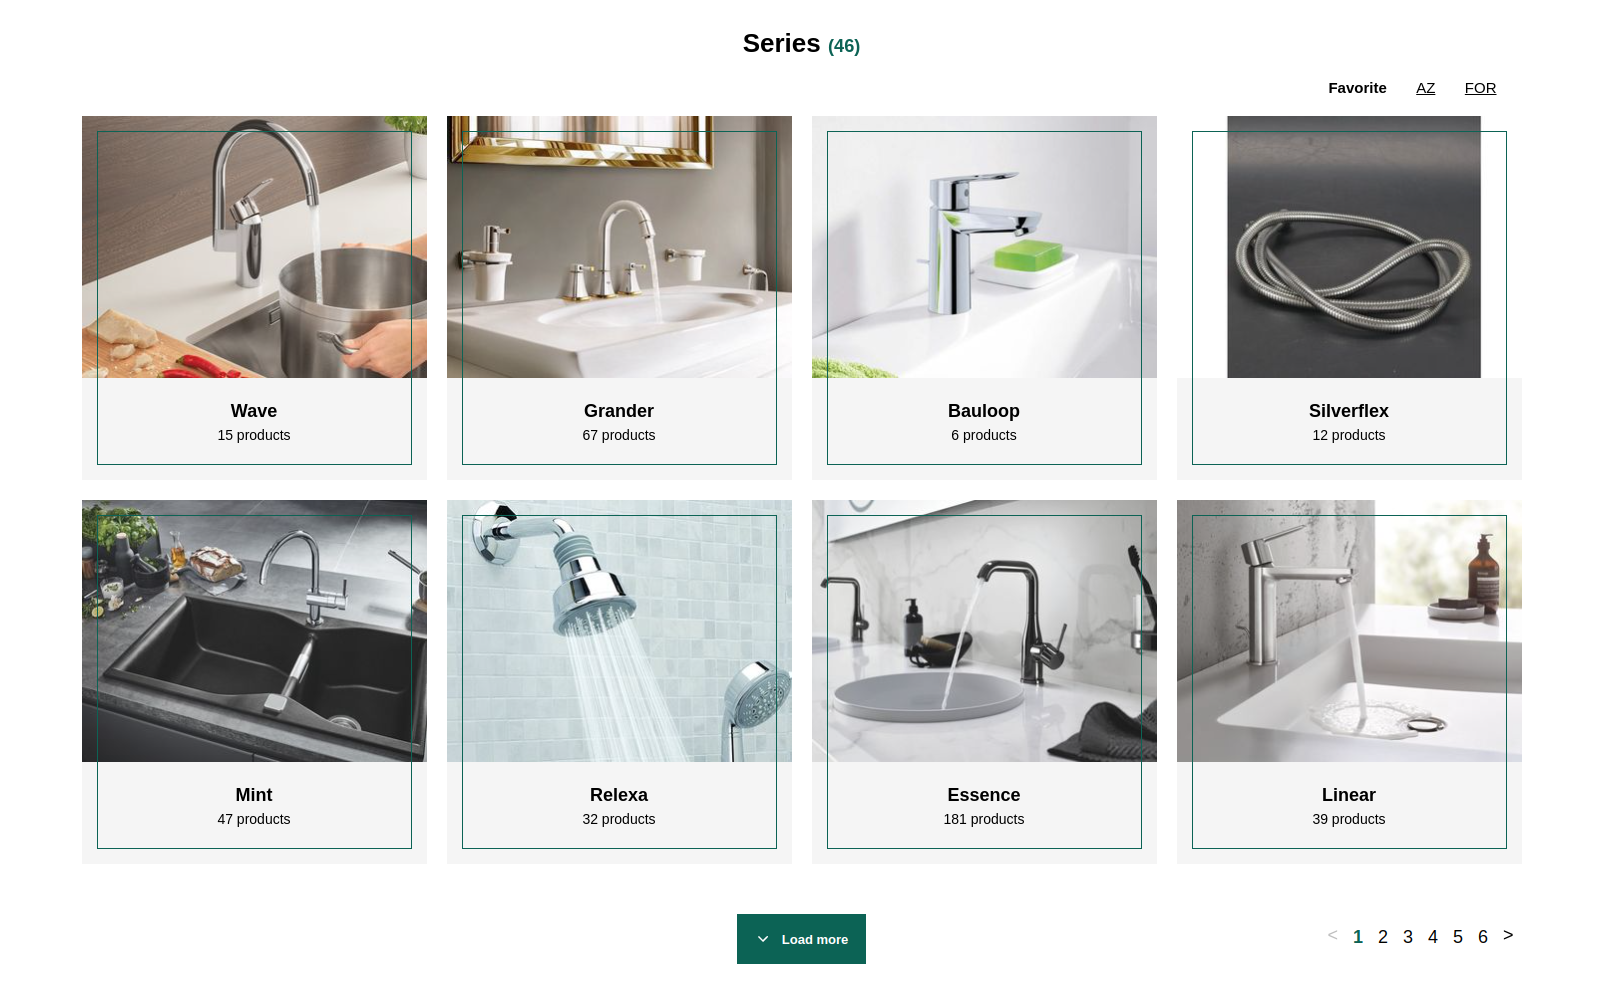 Series (46)
Favorite AZ FOR
Wave
15 products
Grander
67 products
Bauloop
6 products
Silverflex
12 products
Mint
47 products
Relexa
32 products
Essence
181 products
Linear
39 products
Load more
< 1 2 3 4 5 6 >